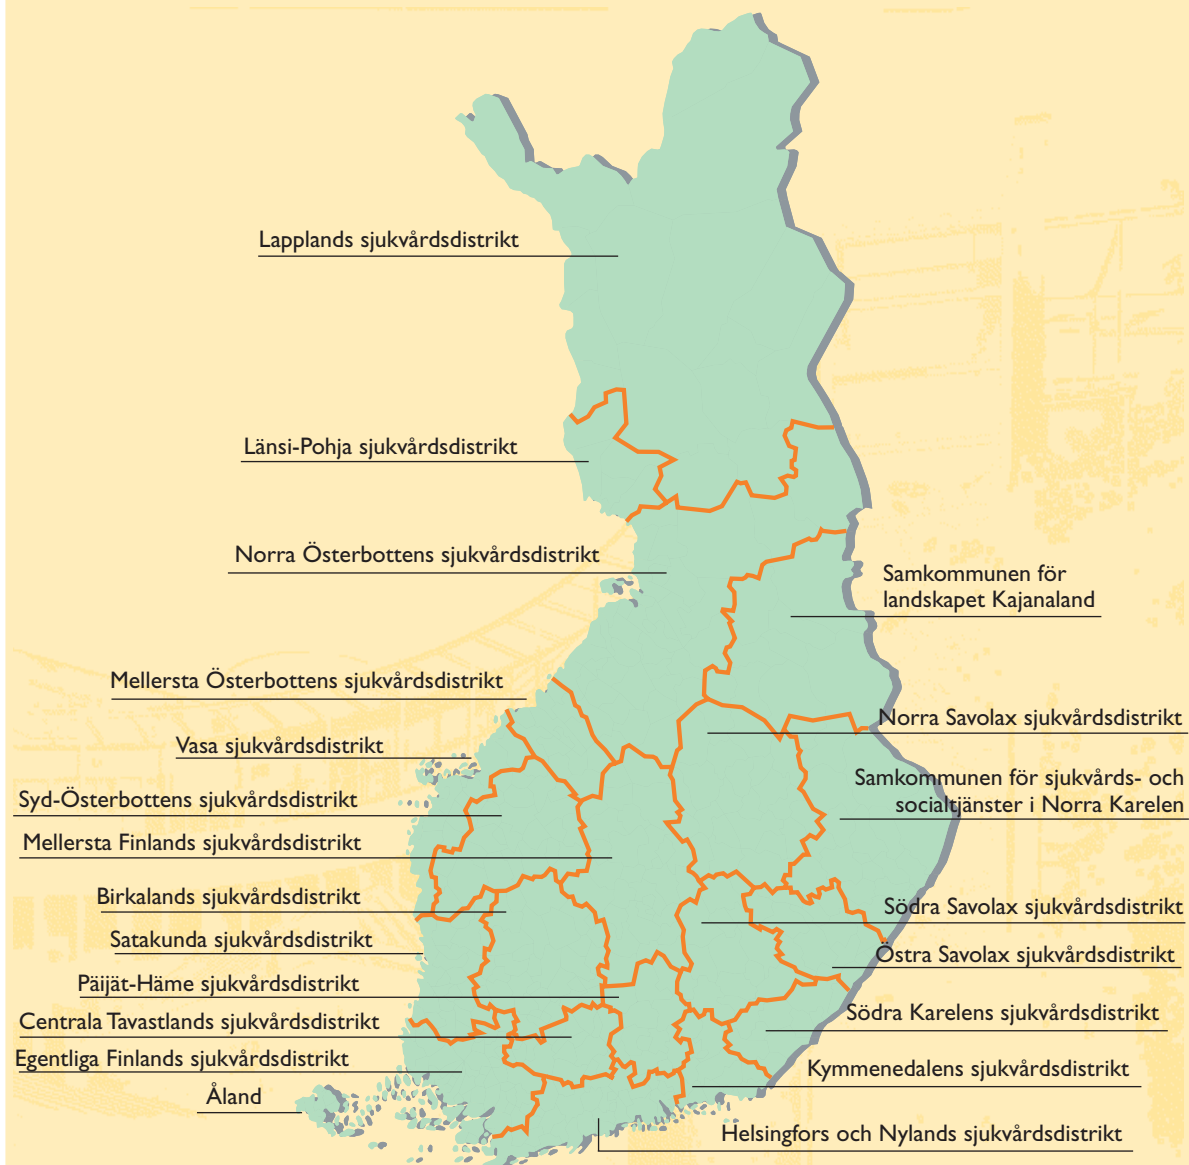 Lapplands sjukvårdsdistrikt
Länsi-Pohja sjukvårdsdistrikt
Norra Österbottens sjukvårdsdistrikt
Samkommunen för
landskapet Kajanaland
Mellersta Österbottens sjukvårdsdistrikt
Norra Savolax sjukvårdsdistrikt
Vasa sjukvårdsdistrikt
Samkommunen för sjukvårds- och
socialtjänster i Norra Karelen
Syd-Österbottens sjukvårdsdistrikt
Mellersta Finlands sjukvårdsdistrikt
Birkalands sjukvårdsdistrikt
Södra Savolax sjukvårdsdistrikt
Satakunda sjukvårdsdistrikt
Östra Savolax sjukvårdsdistrikt
Päijät-Häme sjukvårdsdistrikt
Södra Karelens sjukvårdsdistrikt
Centrala Tavastlands sjukvårdsdistrikt
Egentliga Finlands sjukvårdsdistrikt
Kymmenedalens sjukvårdsdistrikt
Åland
Helsingfors och Nylands sjukvårdsdistrikt